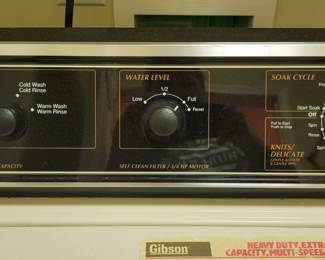 Cold Wash
Cold Rinse
Warm Wash
Warm Rinse
CAPACITY
WATER LEVEL
Low
1/2
Full
Reset
SELF CLEAN FILTER / 3/4 HP MOTOR
SOAK CYCLE
Start Soak
Off
Pull to Start
Push to Stop
Spin
Rinse
KNITS/
DELICATE
Gibson
HEAVY DUTY, EXTRA
CAPACITY, MULTI-SPEED